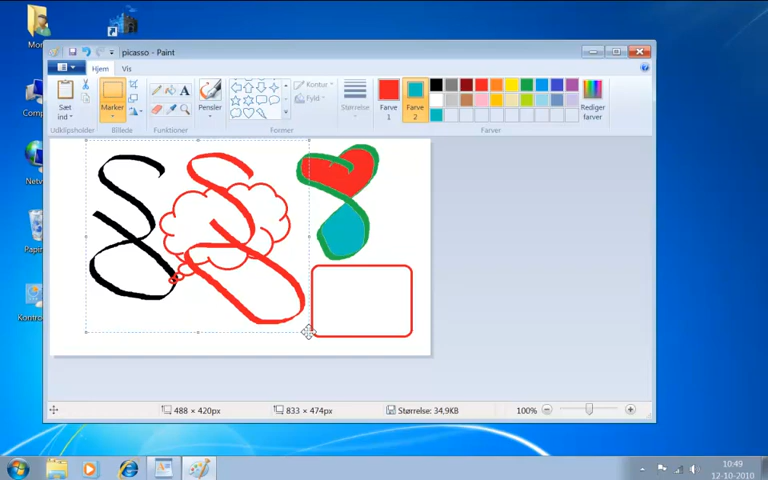 picasso - Paint
Hjem Vis
Sæt ind
Marker
Pensler
Kontur
Fyld
Størrelse
Farve 1
Farve 2
Rediger farver
Udklipsholder Billede Funktioner Former Farver
488 × 420px
833 × 474px
Størrelse: 34,9KB
100%
10:49
12-10-2010